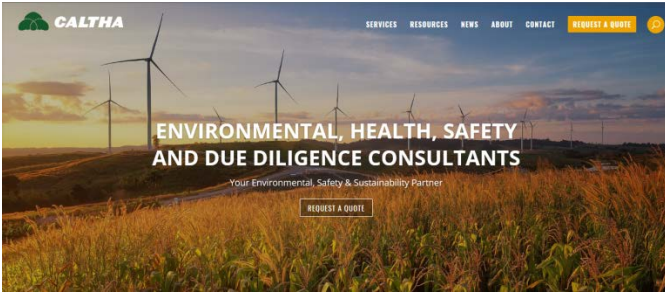 CALTHA
SERVICES RESOURCES NEWS ABOUT CONTACT REQUEST A QUOTE
ENVIRONMENTAL, HEALTH, SAFETY
AND DUE DILIGENCE CONSULTANTS
Your Environmental, Safety & Sustainability Partner
REQUEST A QUOTE